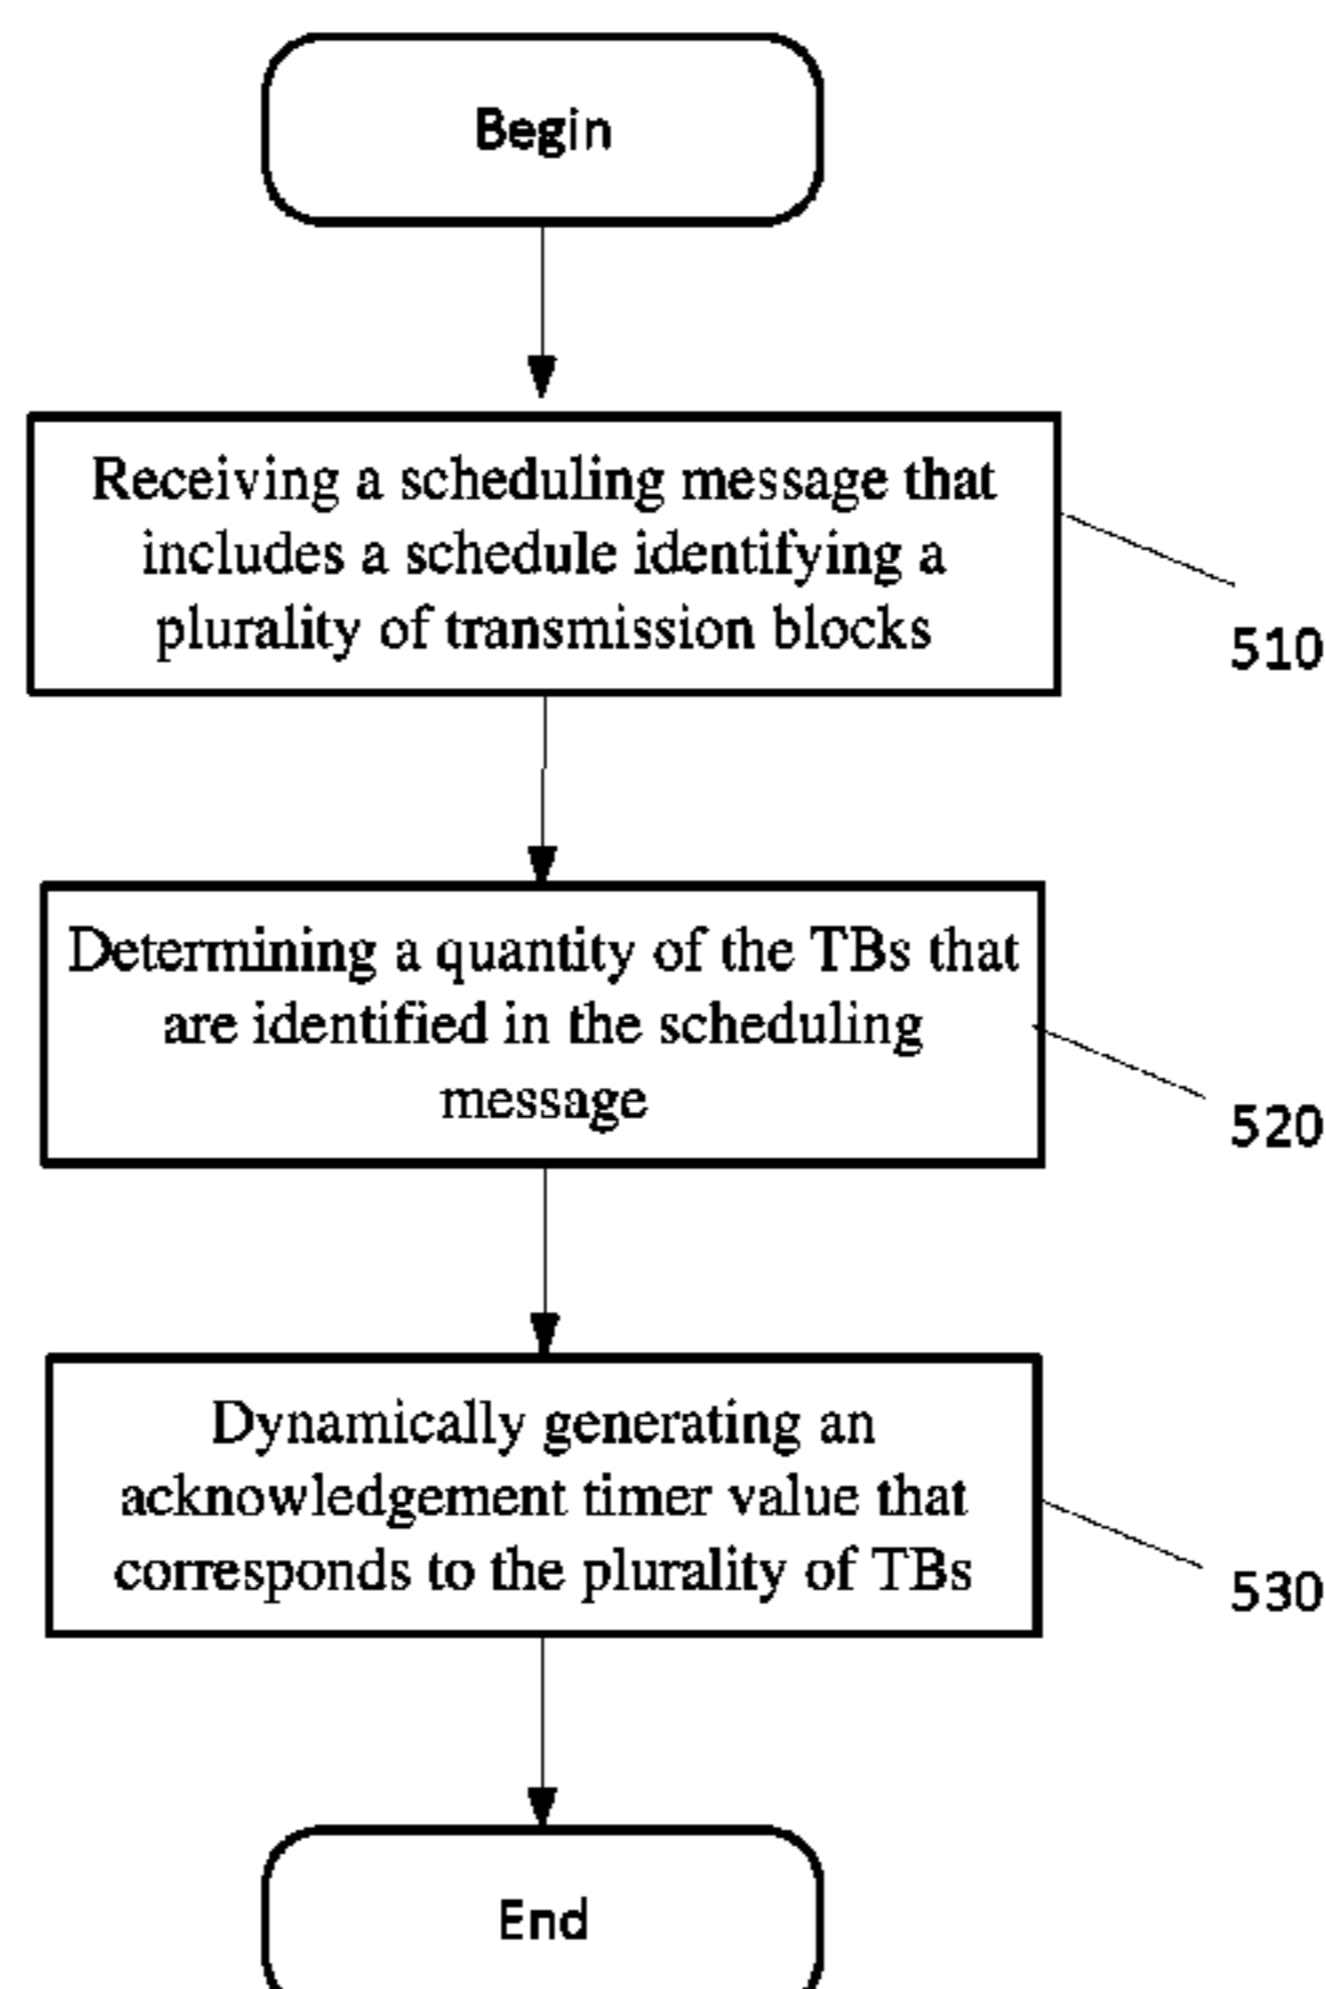 Begin
Receiving a scheduling message that
includes a schedule identifying a
plurality of transmission blocks
510
Determining a quantity of the TBs that
are identified in the scheduling
message
520
Dynamically generating an
acknowledgement timer value that
corresponds to the plurality of TBs
530
End